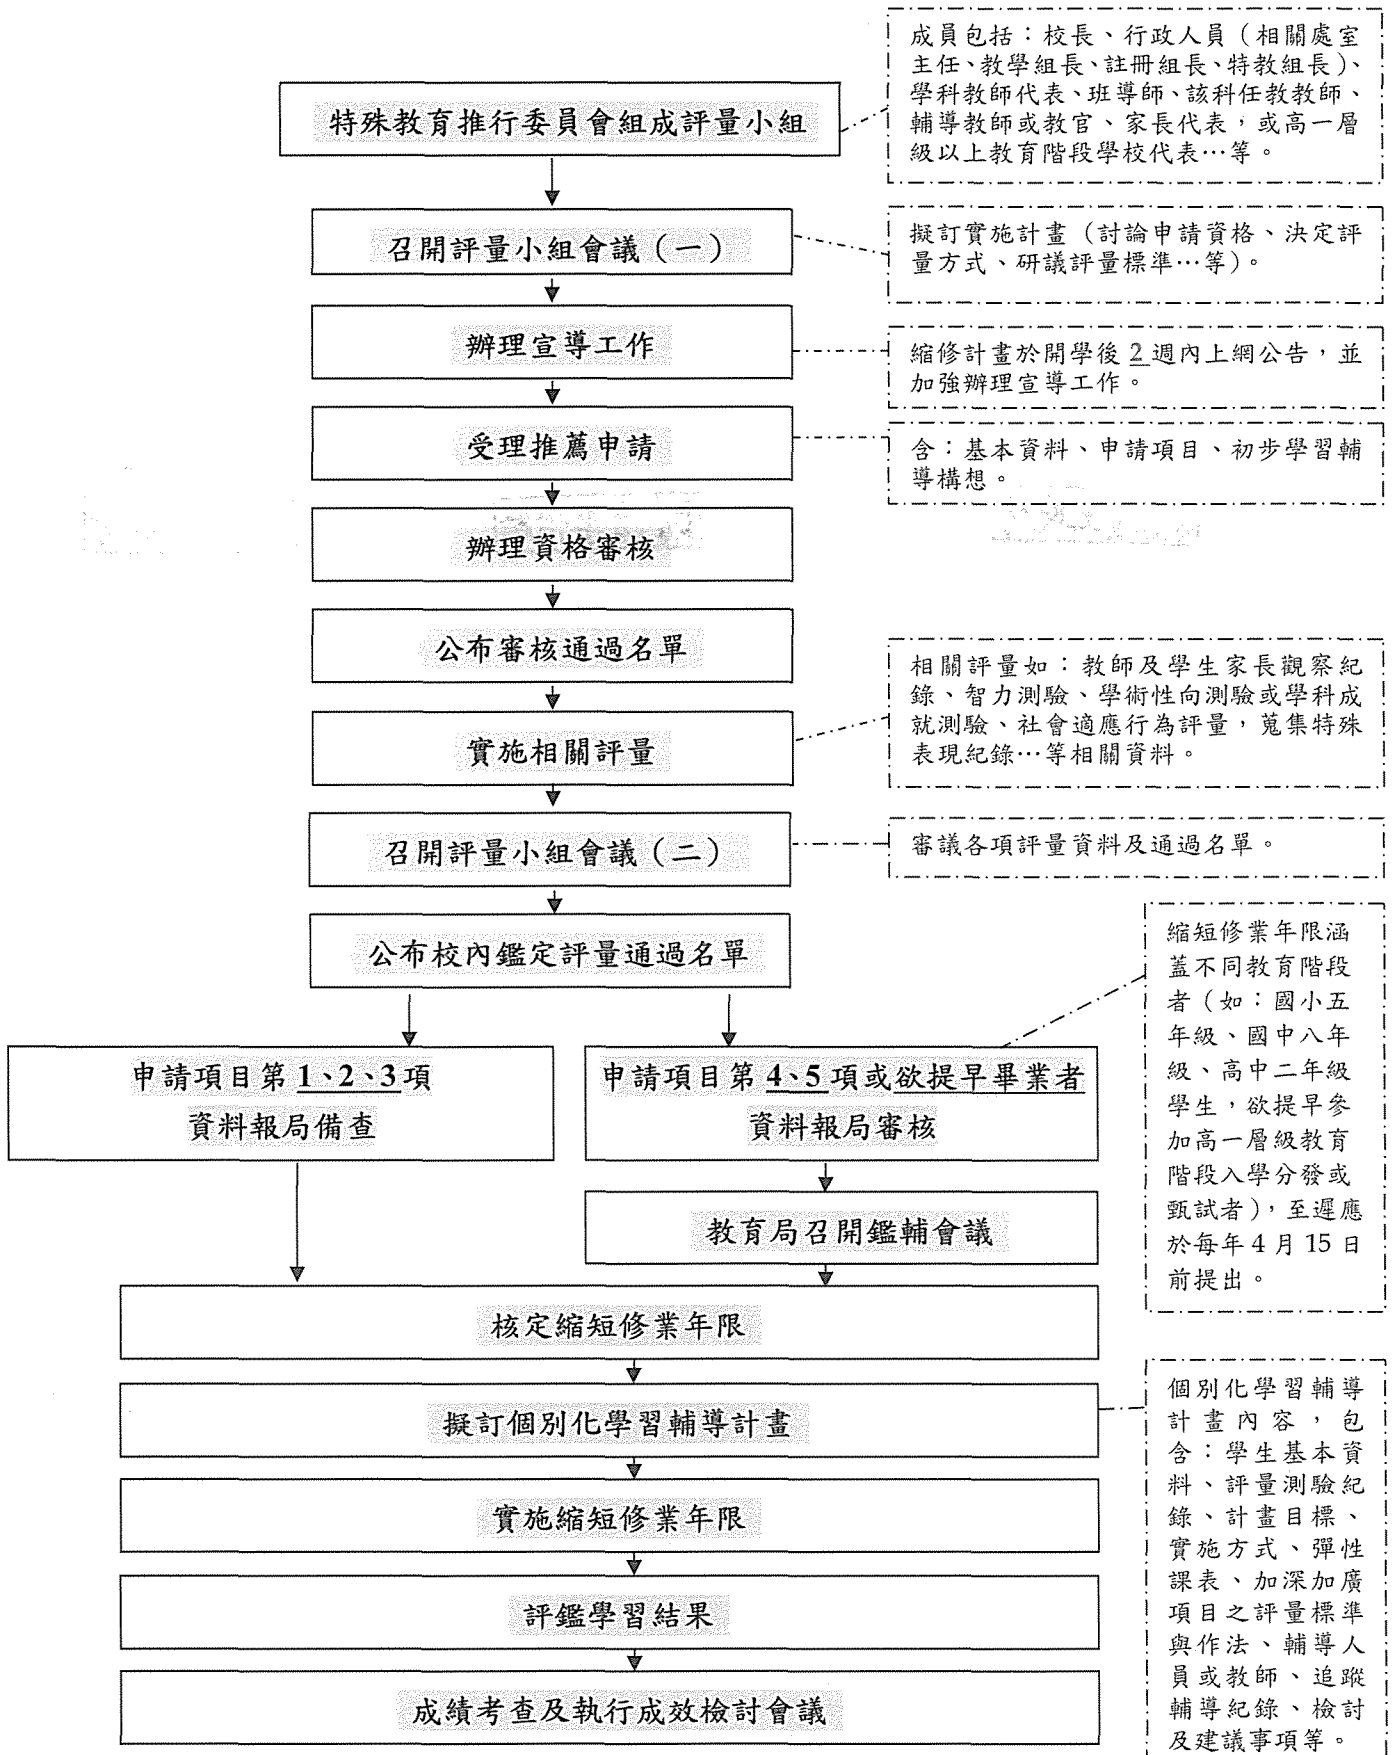 成員包括：校長、行政人員（相關處室
主任、教學組長、註冊組長、特教組長）、
學科教師代表、班導師、該科任教教師、
輔導教師或教官、家長代表，或高一層
級以上教育階段學校代表…等。
特殊教育推行委員會組成評量小組
召開評量小組會議（一）
擬訂實施計畫（討論申請資格、決定評
量方式、研議評量標準…等）。
辦理宣導工作
縮修計畫於開學後 2 週內上網公告，並
加強辦理宣導工作。
受理推薦申請
含：基本資料、申請項目、初步學習輔
導構想。
辦理資格審核
公布審核通過名單
相關評量如：教師及學生家長觀察紀
錄、智力測驗、學術性向測驗或學科成
就測驗、社會適應行為評量，蒐集特殊
表現紀錄…等相關資料。
實施相關評量
召開評量小組會議（二）
審議各項評量資料及通過名單。
公布校內鑑定評量通過名單
縮短修業年限涵
蓋不同教育階段
者（如：國小五
年級、國中八年
級、高中二年級
學生，欲提早參
加高一層級教育
階段入學分發或
甄試者），至遲應
於每年 4 月 15 日
前提出。
申請項目第 1、2、3 項
資料報局備查
申請項目第 4、5 項或欲提早畢業者
資料報局審核
教育局召開鑑輔會議
核定縮短修業年限
擬訂個別化學習輔導計畫
個別化學習輔導
計畫內容，包
含：學生基本資
料、評量測驗紀
錄、計畫目標、
實施方式、彈性
課表、加深加廣
項目之評量標準
與作法、輔導人
員或教師、追蹤
輔導紀錄、檢討
及建議事項等。
實施縮短修業年限
評鑑學習結果
成績考查及執行成效檢討會議